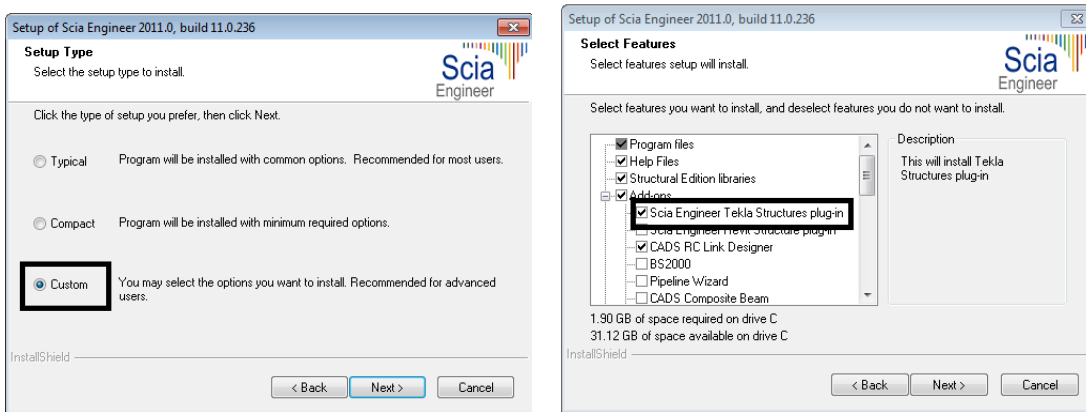 Setup of Scia Engineer 2011.0, build 11.0.236
Setup Type
Select the setup type to install.
Scia
Engineer
Click the type of setup you prefer, then click Next.
Typical
Program will be installed with common options. Recommended for most users.
Compact
Program will be installed with minimum required options.
Custom
You may select the options you want to install. Recommended for advanced
users.
InstallShield
< Back
Next >
Cancel
Setup of Scia Engineer 2011.0, build 11.0.236
Select Features
Select features setup will install.
Scia
Engineer
Select features you want to install, and deselect features you do not want to install.
Program files
Help Files
Structural Edition libraries
Add-ons
Scia Engineer Tekla Structures plug-in
Scia Engineer Revit Structure plug-in
CADS RC Link Designer
BS2000
Pipeline Wizard
CADS Composite Beam
Description
This will install Tekla
Structures plug-in
1.90 GB of space required on drive C
31.12 GB of space available on drive C
InstallShield
< Back
Next >
Cancel